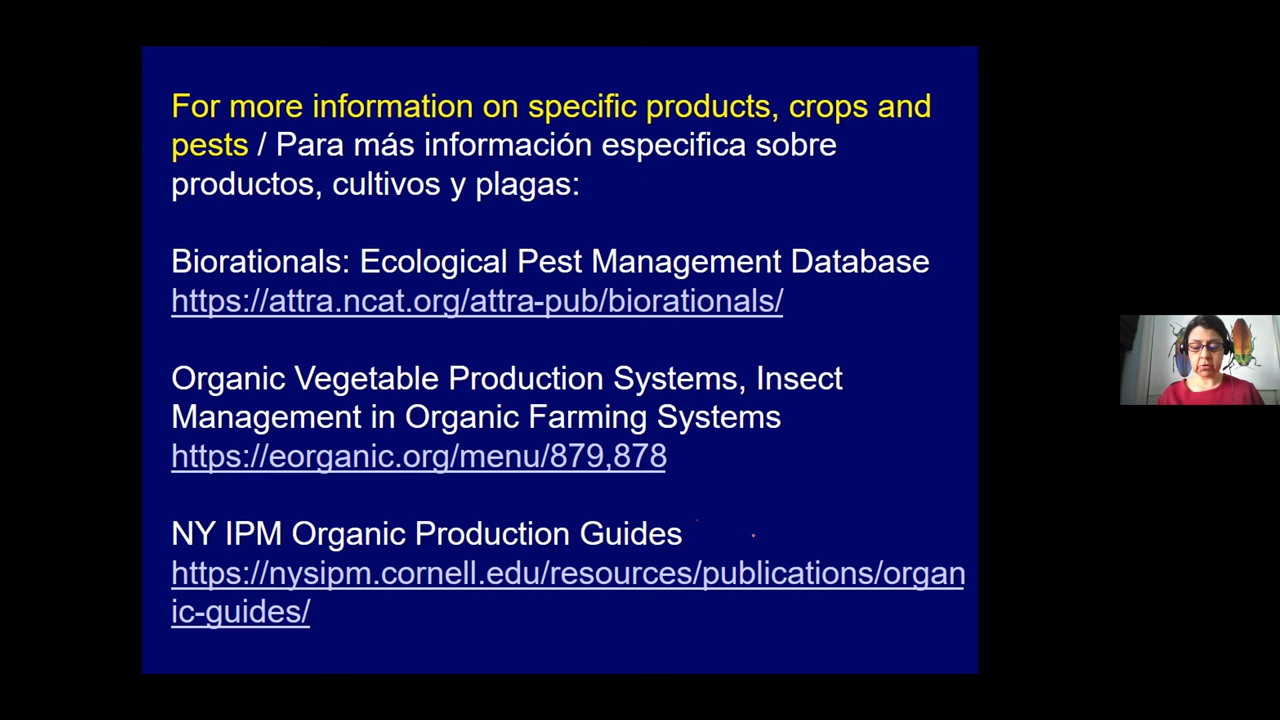 For more information on specific products, crops and
pests / Para más información especifica sobre
productos, cultivos y plagas:
Biorationals: Ecological Pest Management Database
https://attra.ncat.org/attra-pub/biorationals/
Organic Vegetable Production Systems, Insect
Management in Organic Farming Systems
https://eorganic.org/menu/879,878
NY IPM Organic Production Guides
https://nysipm.cornell.edu/resources/publications/organ
ic-guides/